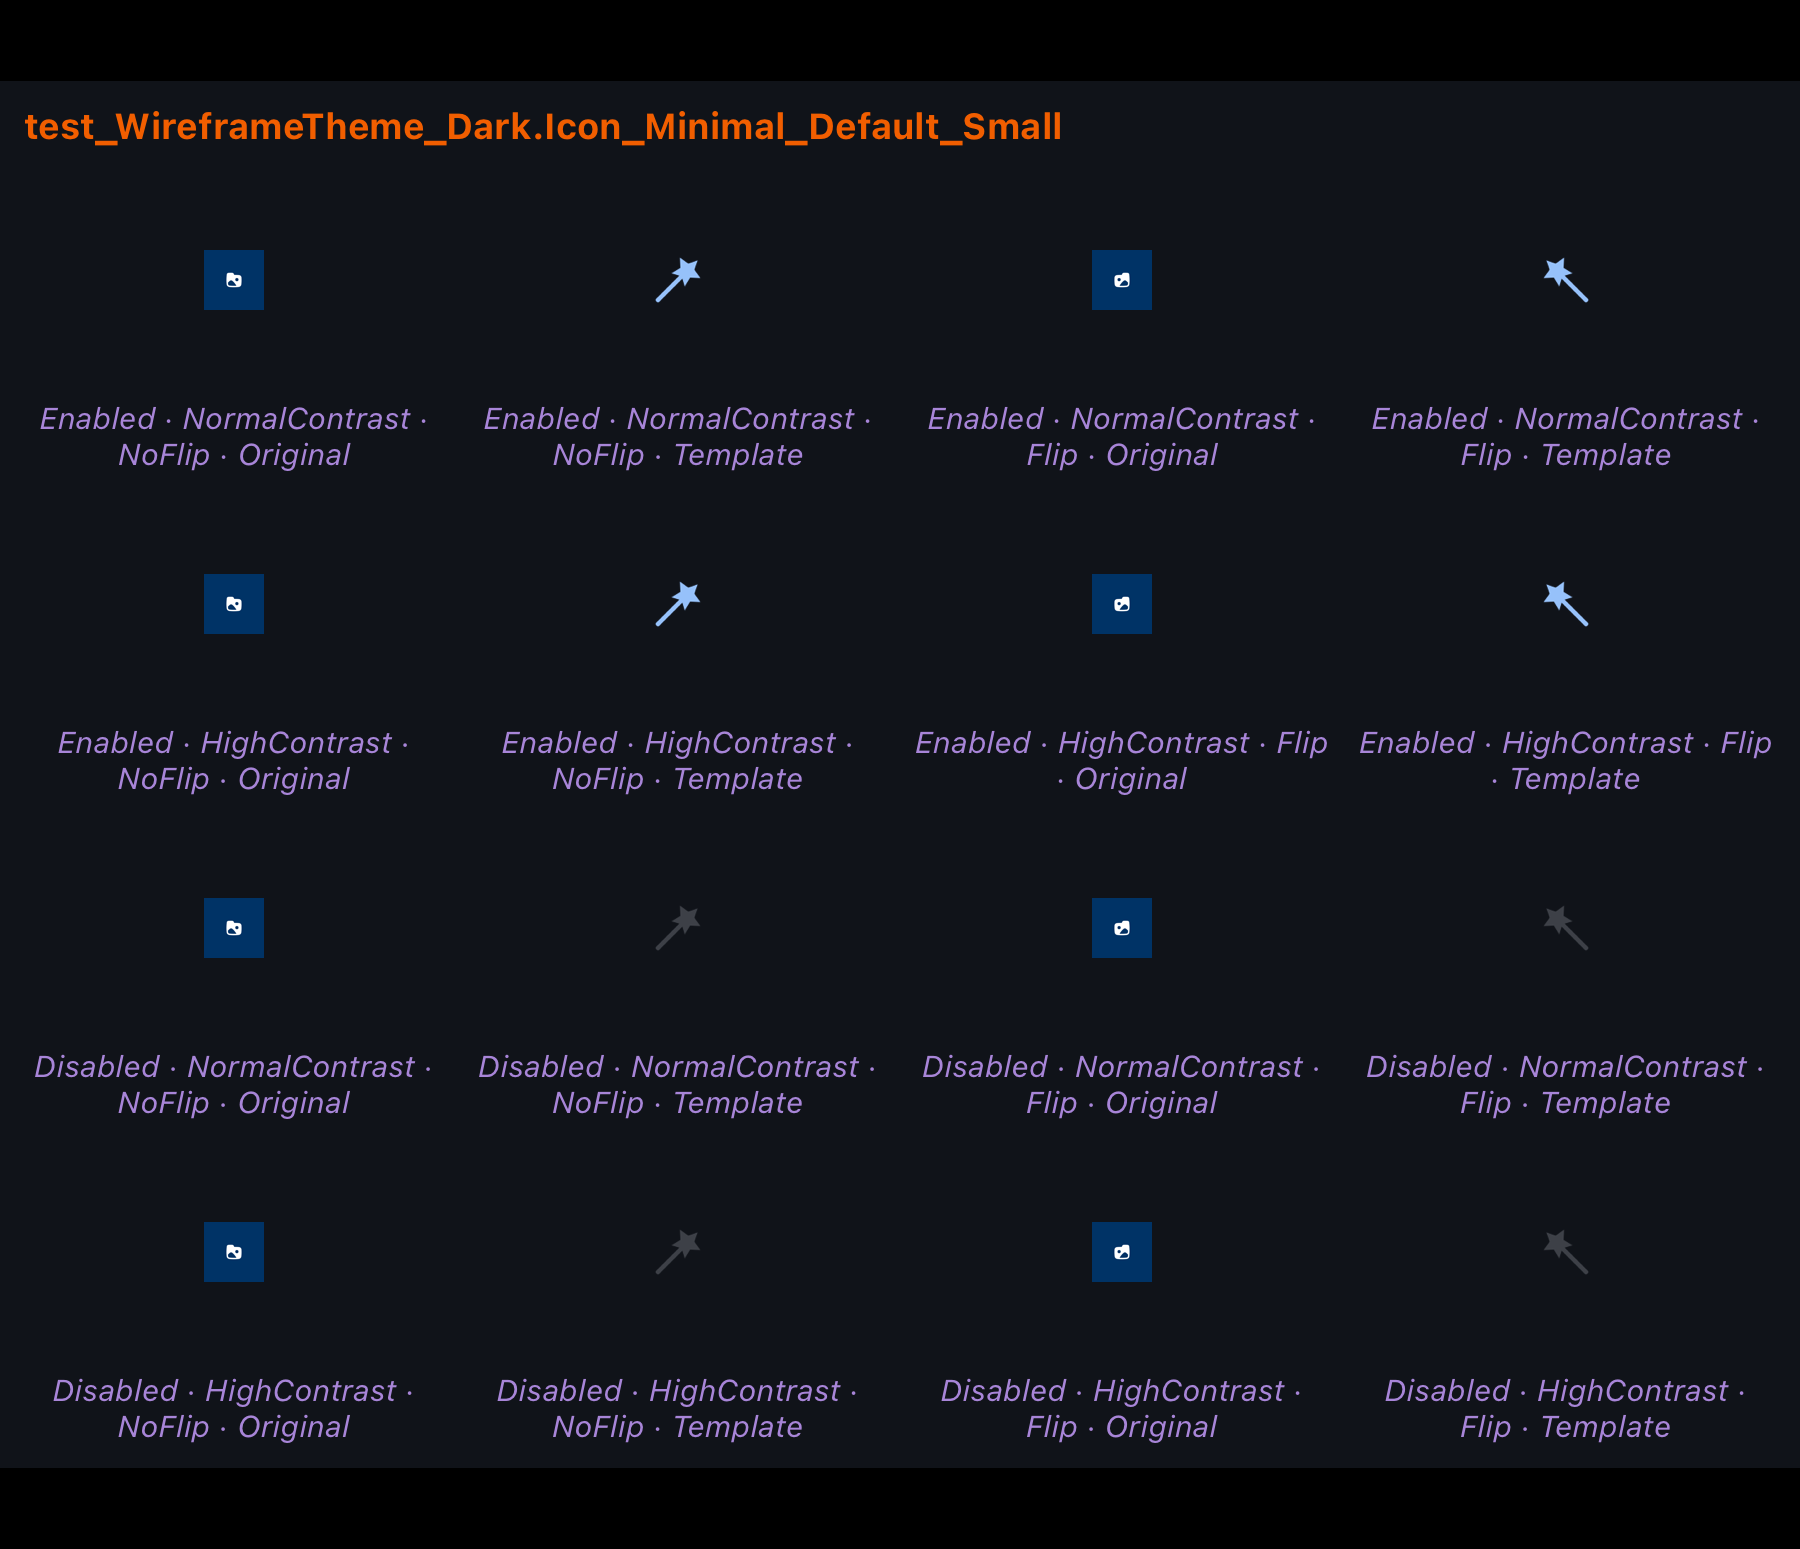 test_WireframeTheme_Dark.Icon_Minimal_Default_Small
Enabled · NormalContrast ·
NoFlip · Original
Enabled · NormalContrast ·
NoFlip · Template
Enabled · NormalContrast ·
Flip · Original
Enabled · NormalContrast ·
Flip · Template
Enabled · HighContrast ·
NoFlip · Original
Enabled · HighContrast ·
NoFlip · Template
Enabled · HighContrast · Flip
· Original
Enabled · HighContrast · Flip
· Template
Disabled · NormalContrast ·
NoFlip · Original
Disabled · NormalContrast ·
NoFlip · Template
Disabled · NormalContrast ·
Flip · Original
Disabled · NormalContrast ·
Flip · Template
Disabled · HighContrast ·
NoFlip · Original
Disabled · HighContrast ·
NoFlip · Template
Disabled · HighContrast ·
Flip · Original
Disabled · HighContrast ·
Flip · Template